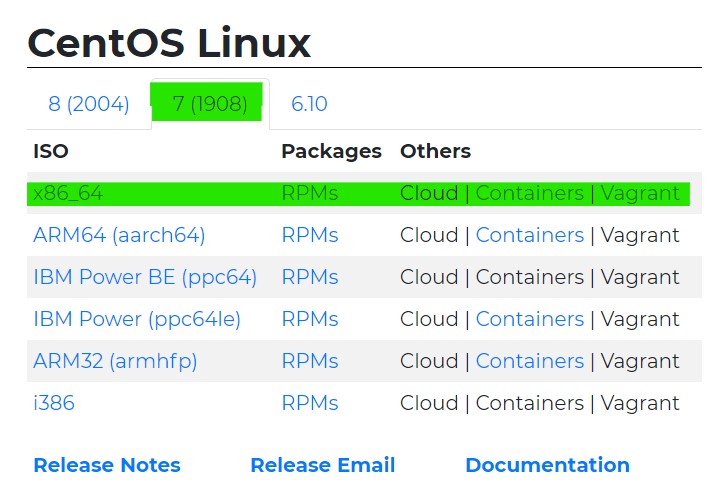 CentOS Linux
8 (2004) 7 (1908) 6.10
ISO Packages Others
x86_64 RPMs Cloud | Containers | Vagrant
ARM64 (aarch64) RPMs Cloud | Containers | Vagrant
IBM Power BE (ppc64) RPMs Cloud | Containers | Vagrant
IBM Power (ppc64le) RPMs Cloud | Containers | Vagrant
ARM32 (armhfp) RPMs Cloud | Containers | Vagrant
i386 RPMs Cloud | Containers | Vagrant
Release Notes Release Email Documentation